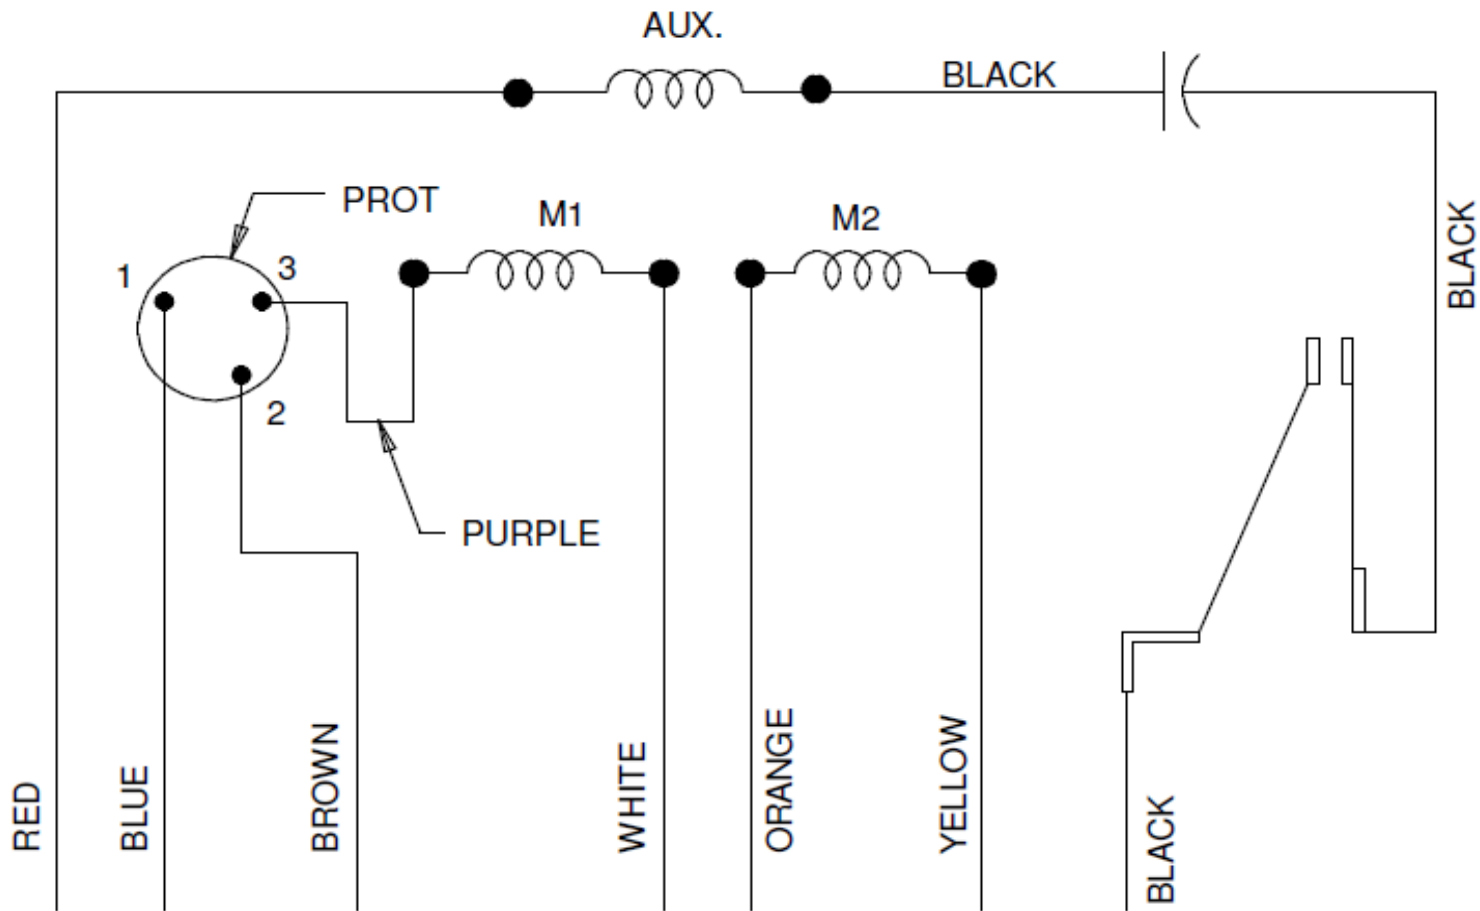 AUX.
BLACK
PROT
M1
M2
BLACK
1
3
2
PURPLE
RED
BLUE
BROWN
WHITE
ORANGE
YELLOW
BLACK